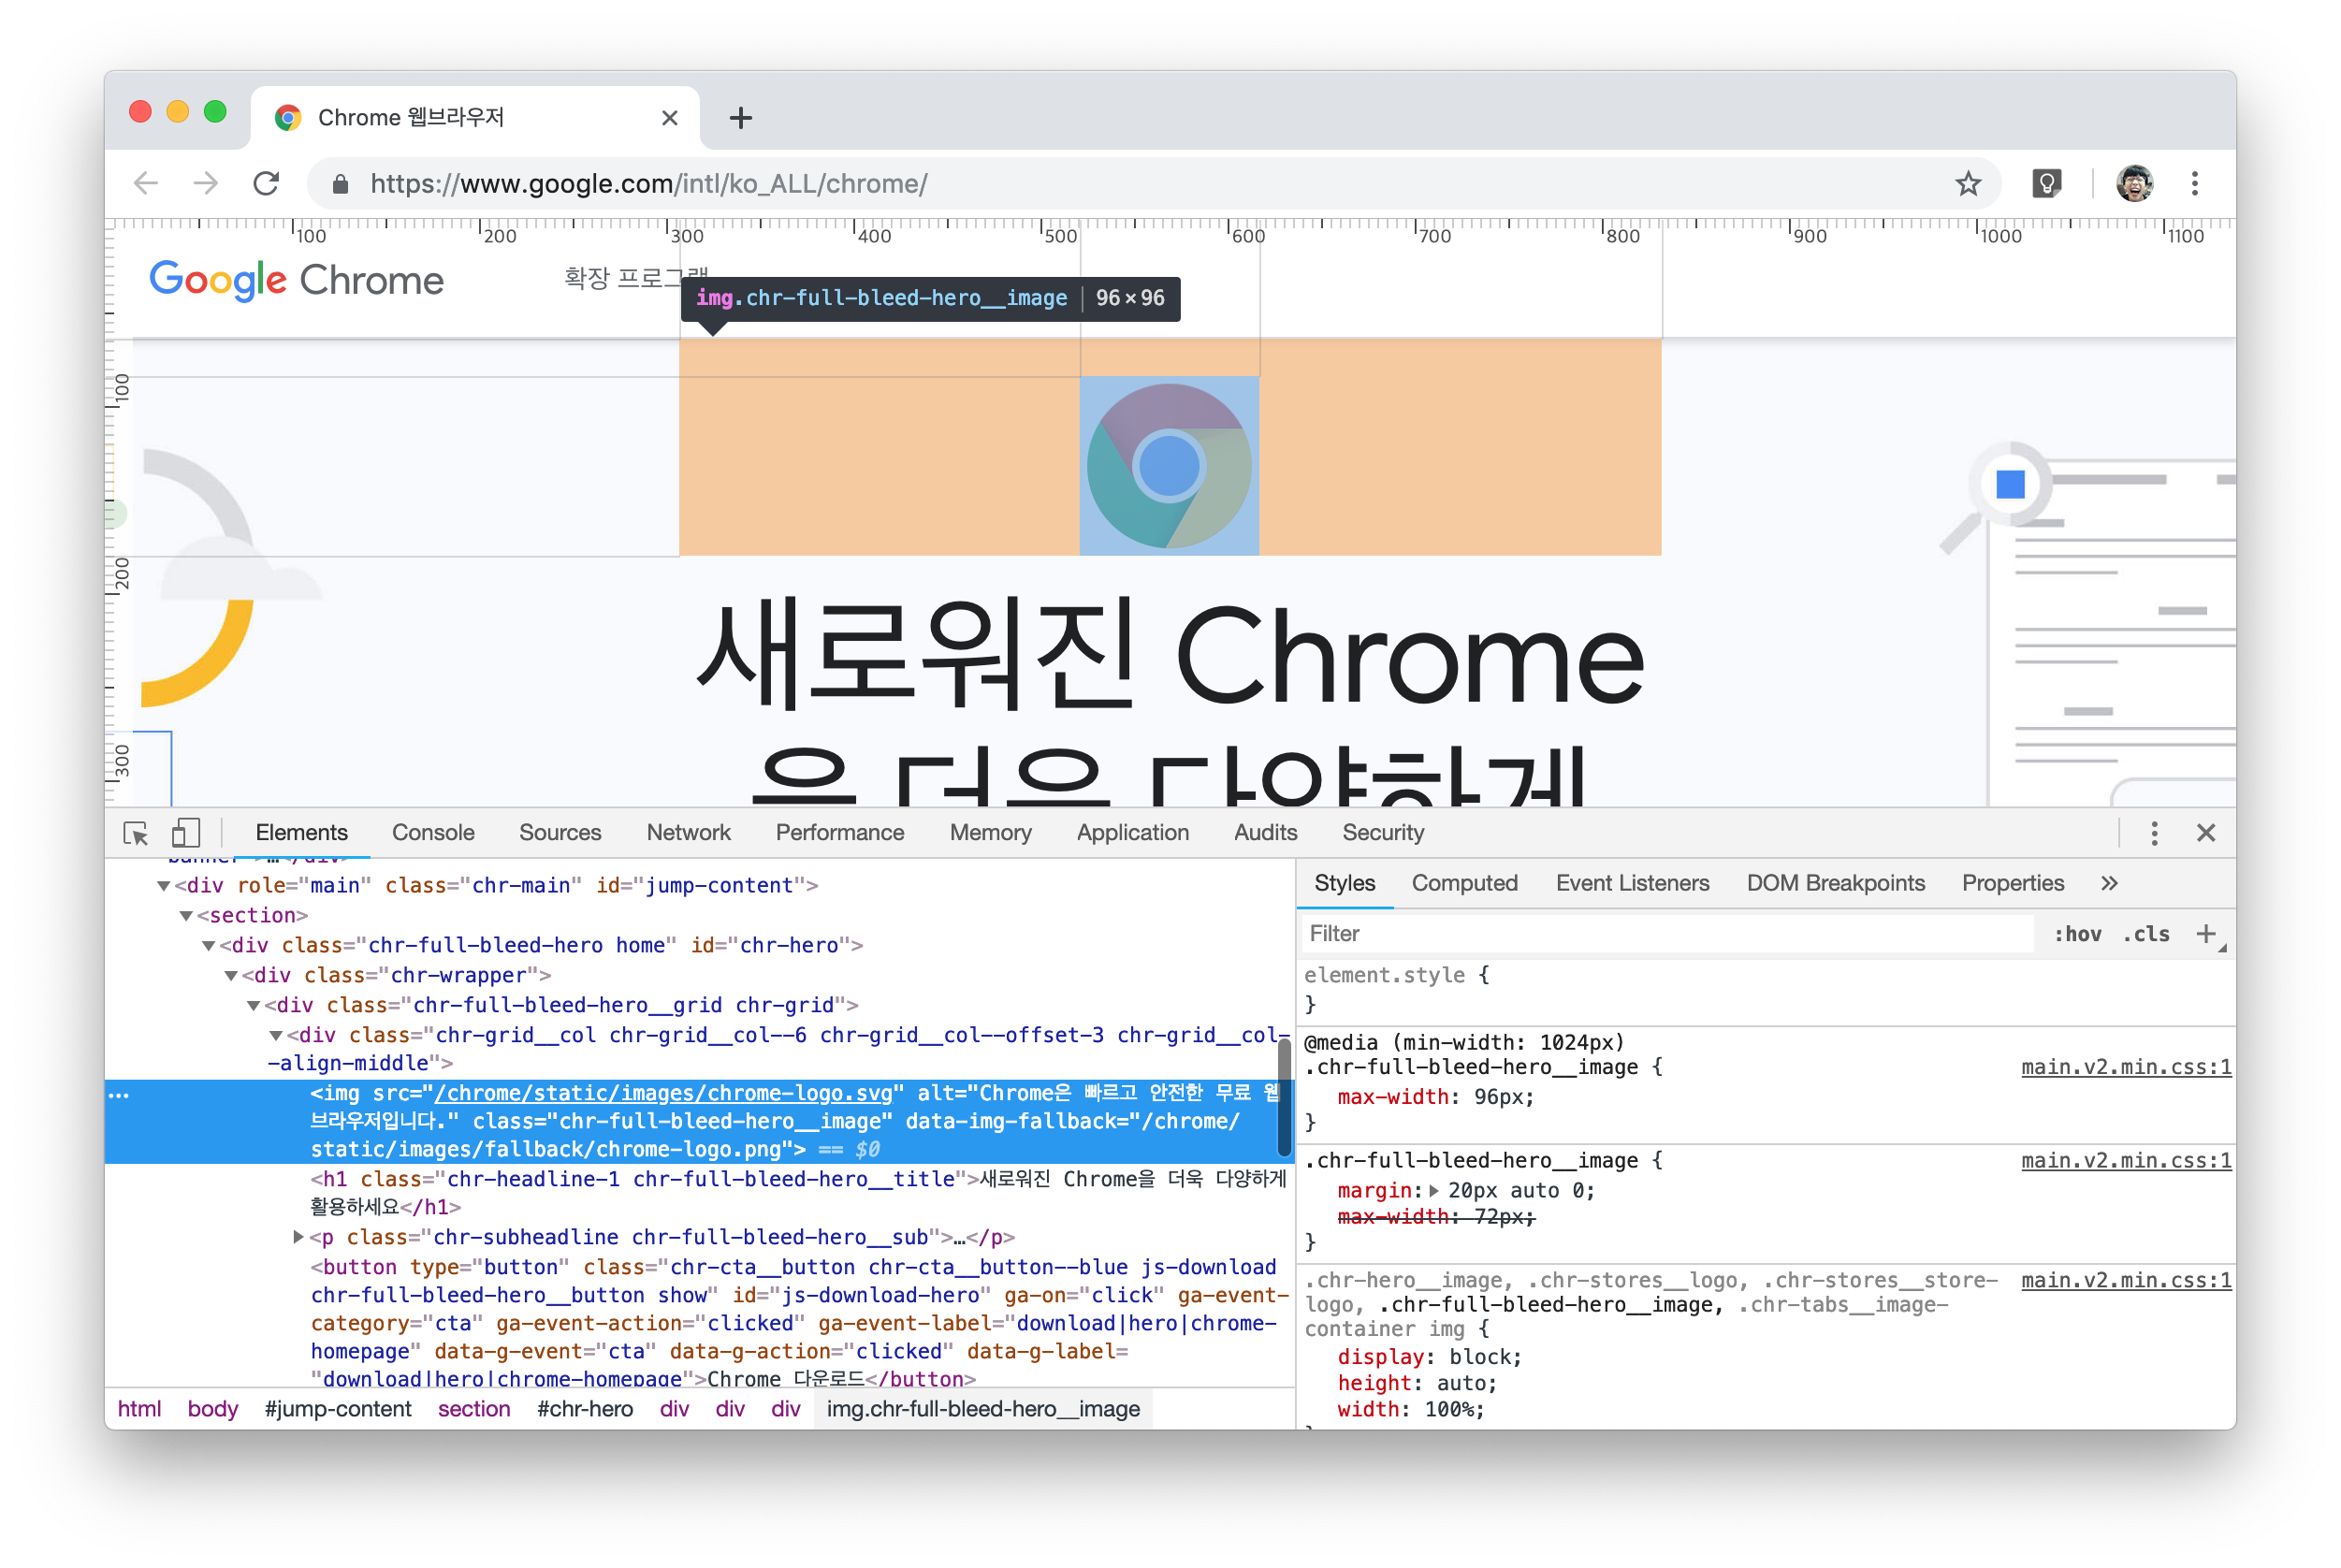 Chrome 웹브라우저
https://www.google.com/intl/ko_ALL/chrome/
100 200 300 400 500 600 700 800 900 1000 1100
Google Chrome
확장 프로그램
img.chr-full-bleed-hero__image 96×96
100
200
300
새로워진 Chrome
을 더욱 다양하게
Elements Console Sources Network Performance Memory Application Audits Security
<div role="main" class="chr-main" id="jump-content">
<section>
<div class="chr-full-bleed-hero home" id="chr-hero">
<div class="chr-wrapper">
<div class="chr-full-bleed-hero__grid chr-grid">
<div class="chr-grid__col chr-grid__col--6 chr-grid__col--offset-3 chr-grid__col-
-align-middle">
<img src="/chrome/static/images/chrome-logo.svg" alt="Chrome은 빠르고 안전한 무료 웹
브라우저입니다." class="chr-full-bleed-hero__image" data-img-fallback="/chrome/
static/images/fallback/chrome-logo.png"> == $0
<h1 class="chr-headline-1 chr-full-bleed-hero__title">새로워진 Chrome을 더욱 다양하게
활용하세요</h1>
<p class="chr-subheadline chr-full-bleed-hero__sub">…</p>
<button type="button" class="chr-cta__button chr-cta__button--blue js-download
chr-full-bleed-hero__button show" id="js-download-hero" ga-on="click" ga-event-
category="cta" ga-event-action="clicked" ga-event-label="download|hero|chrome-
homepage" data-g-event="cta" data-g-action="clicked" data-g-label=
"download|hero|chrome-homepage">Chrome 다운로드</button>
html body #jump-content section #chr-hero div div div img.chr-full-bleed-hero__image
Styles Computed Event Listeners DOM Breakpoints Properties »
Filter :hov .cls +
element.style {
}
@media (min-width: 1024px)
.chr-full-bleed-hero__image { main.v2.min.css:1
max-width: 96px;
}
.chr-full-bleed-hero__image { main.v2.min.css:1
margin: 20px auto 0;
max-width: 72px;
}
.chr-hero__image, .chr-stores__logo, .chr-stores__store- main.v2.min.css:1
logo, .chr-full-bleed-hero__image, .chr-tabs__image-
container img {
display: block;
height: auto;
width: 100%;